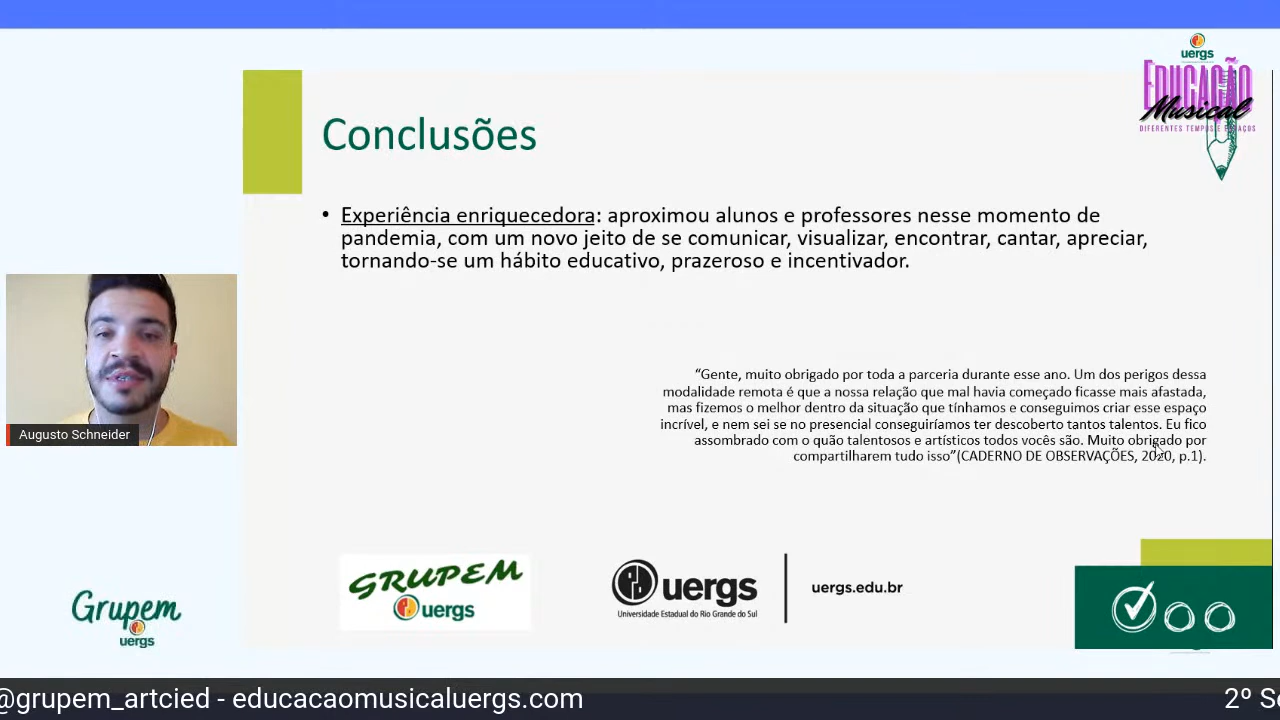 uergs
EDUCAÇÃO
Musical
DIFERENTES TEMPOS E ESPAÇOS
Conclusões
• Experiência enriquecedora: aproximou alunos e professores nesse momento de
pandemia, com um novo jeito de se comunicar, visualizar, encontrar, cantar, apreciar,
tornando-se um hábito educativo, prazeroso e incentivador.
“Gente, muito obrigado por toda a parceria durante esse ano. Um dos perigos dessa
modalidade remota é que a nossa relação que mal havia começado ficasse mais afastada,
mas fizemos o melhor dentro da situação que tínhamos e conseguimos criar esse espaço
incrível, e nem sei se no presencial conseguiríamos ter descoberto tantos talentos. Eu fico
assombrado com o quão talentosos e artísticos todos vocês são. Muito obrigado por
compartilharem tudo isso”(CADERNO DE OBSERVAÇÕES, 2020, p.1).
Augusto Schneider
GRUPEM
uergs
uergs
Universidade Estadual do Rio Grande do Sul
uergs.edu.br
Grupem
uergs
@grupem_artcied - educacaomusicaluergs.com
2º Se